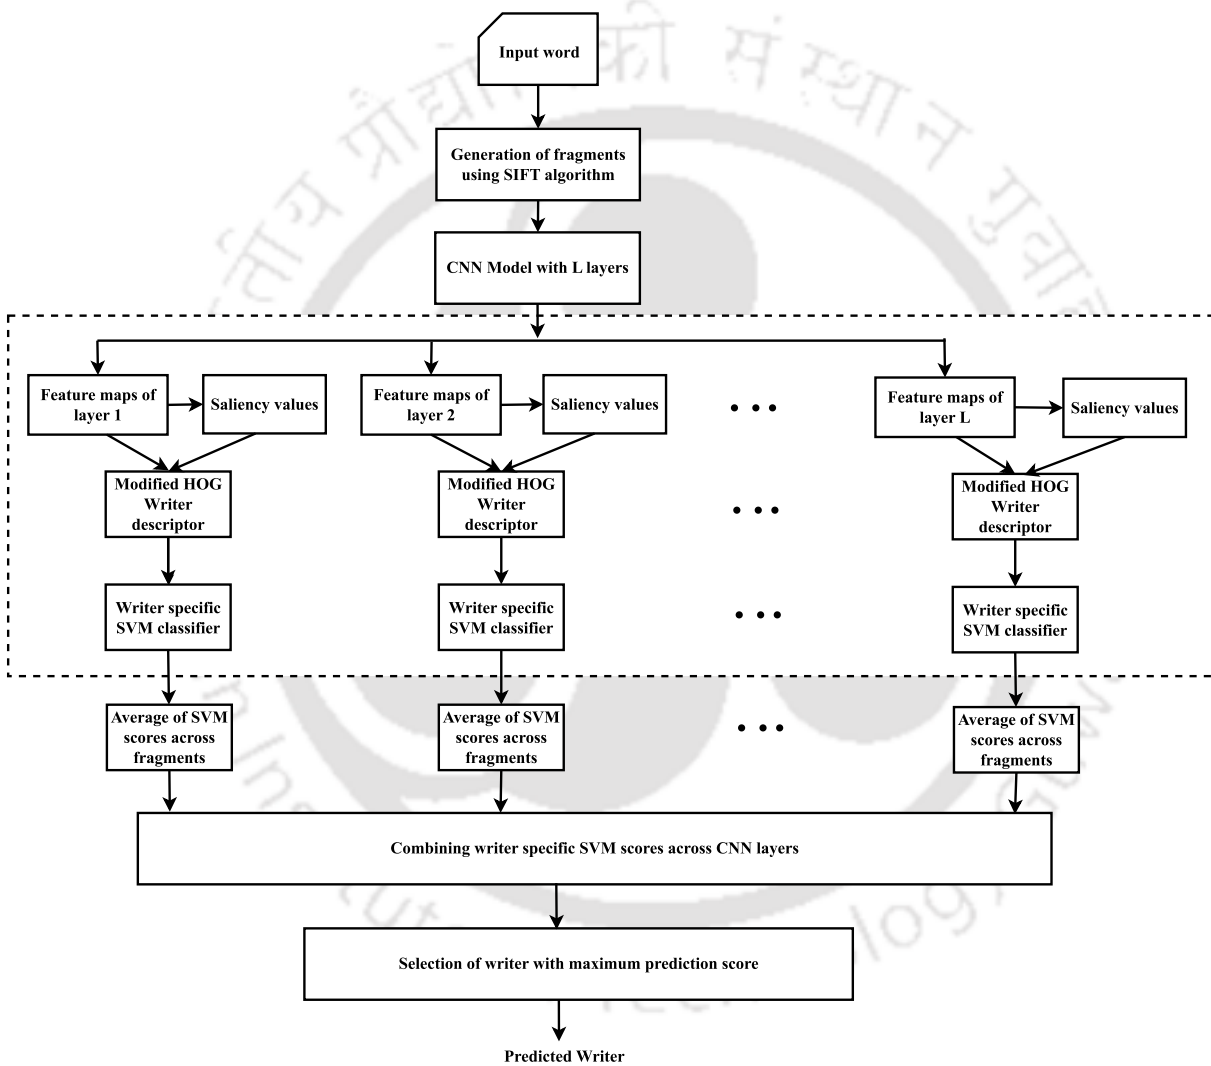 Input word
Generation of fragments
using SIFT algorithm
CNN Model with L layers
Feature maps of
layer 1
Saliency values
Feature maps of
layer 2
Saliency values
Feature maps of
layer L
Saliency values
Modified HOG
Writer
descriptor
Modified HOG
Writer
descriptor
Modified HOG
Writer
descriptor
Writer specific
SVM classifier
Writer specific
SVM classifier
Writer specific
SVM classifier
Average of SVM
scores across
fragments
Average of SVM
scores across
fragments
Average of SVM
scores across
fragments
Combining writer specific SVM scores across CNN layers
Selection of writer with maximum prediction score
Predicted Writer